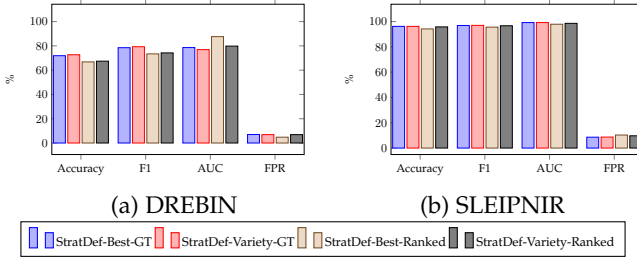 100
80
60
40
20
0
%
Accuracy F1 AUC FPR
(a) DREBIN
100
80
60
40
20
0
%
Accuracy F1 AUC FPR
(b) SLEIPNIR
StratDef-Best-GT StratDef-Variety-GT StratDef-Best-Ranked StratDef-Variety-Ranked